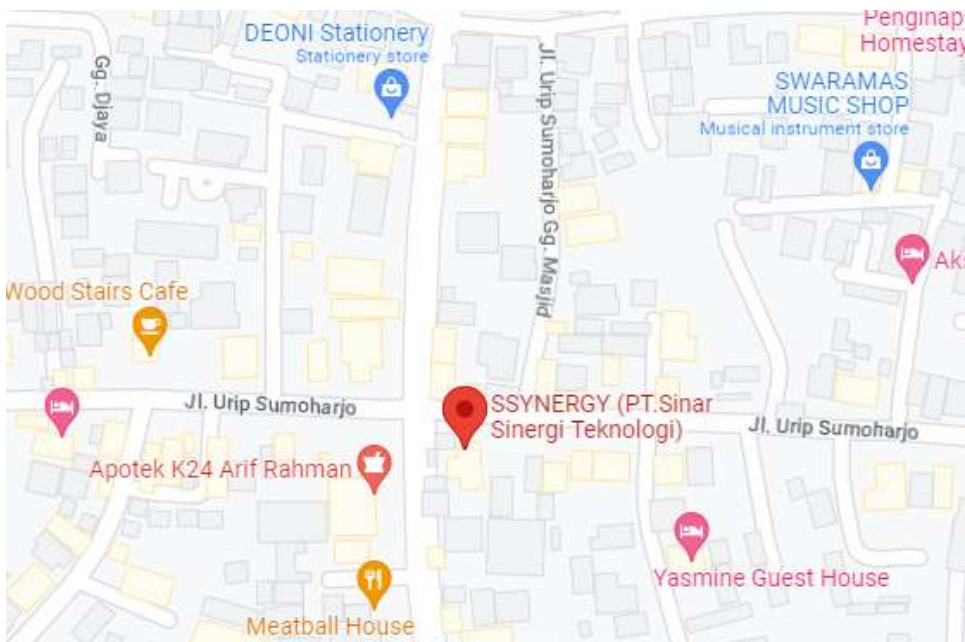 DEONI Stationery
Stationery store
Gg. Djaya
Jl. Urip Sumoharjo Gg. Masjid
Penginap
Homestay
SWARAMAS
MUSIC SHOP
Musical instrument store
Aks
Wood Stairs Cafe
Jl. Urip Sumoharjo
SSYNERGY (PT.Sinar
Sinergi Teknologi)
Jl. Urip Sumoharjo
Apotek K24 Arif Rahman
Yasmine Guest House
Meatball House